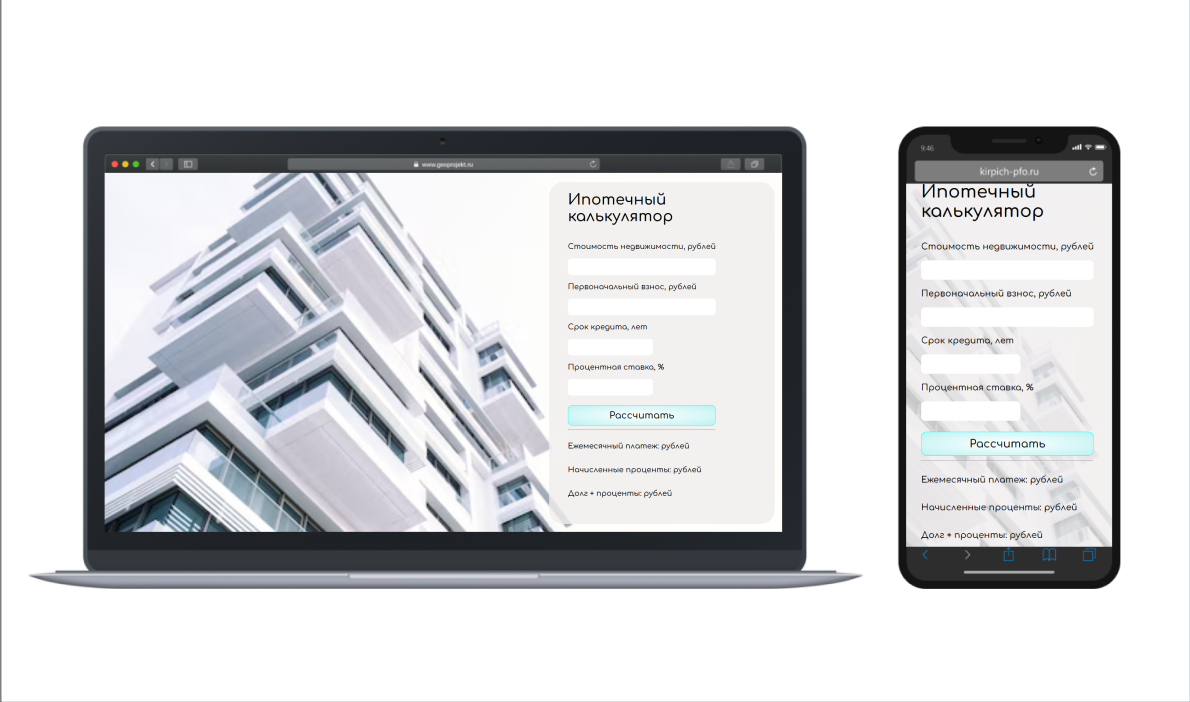 www.geoprojekt.ru
Ипотечный
калькулятор
Стоимость недвижимости, рублей
Первоначальный взнос, рублей
Срок кредита, лет
Процентная ставка, %
Рассчитать
Ежемесячный платеж: рублей
Начисленные проценты: рублей
Долг + проценты: рублей
9:46
kirpich-pfo.ru
Ипотечный
калькулятор
Стоимость недвижимости, рублей
Первоначальный взнос, рублей
Срок кредита, лет
Процентная ставка, %
Рассчитать
Ежемесячный платеж: рублей
Начисленные проценты: рублей
Долг + проценты: рублей